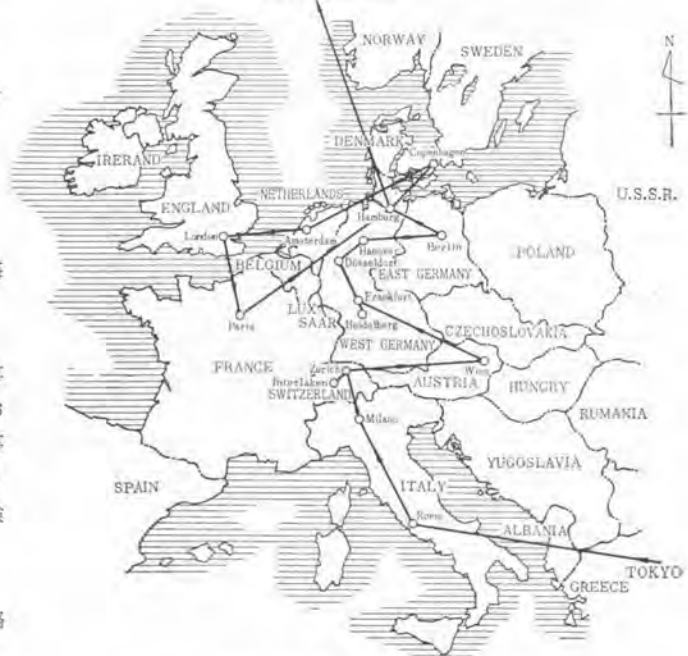 NORWAY
SWEDEN
N
DENMARK
Copenhagen
IRERAND
U.S.S.R.
NETHERLANDS
ENGLAND
Hamburg
London
Amsterdam
Hanover
Berlin
POLAND
BELGIUM
Düsseldorf
EAST GERMANY
Frankfurt
LUX
SAAR
Heidelberg
Paris
CZECHOSLOVAKIA
WEST GERMANY
FRANCE
Zurich
Wien
Interlaken
AUSTRIA
HUNGRY
SWITZERLAND
RUMANIA
Milano
YUGOSLAVIA
SPAIN
ITALY
Rome
ALBANIA
TOKYO
GREECE